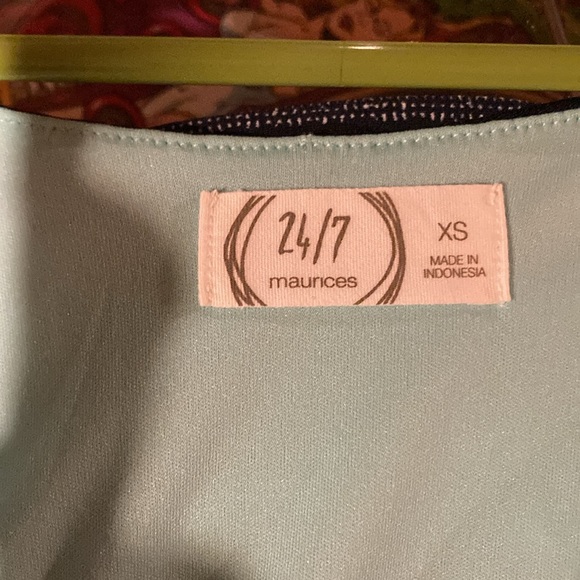 24/7
maurices
XS
MADE IN
INDONESIA